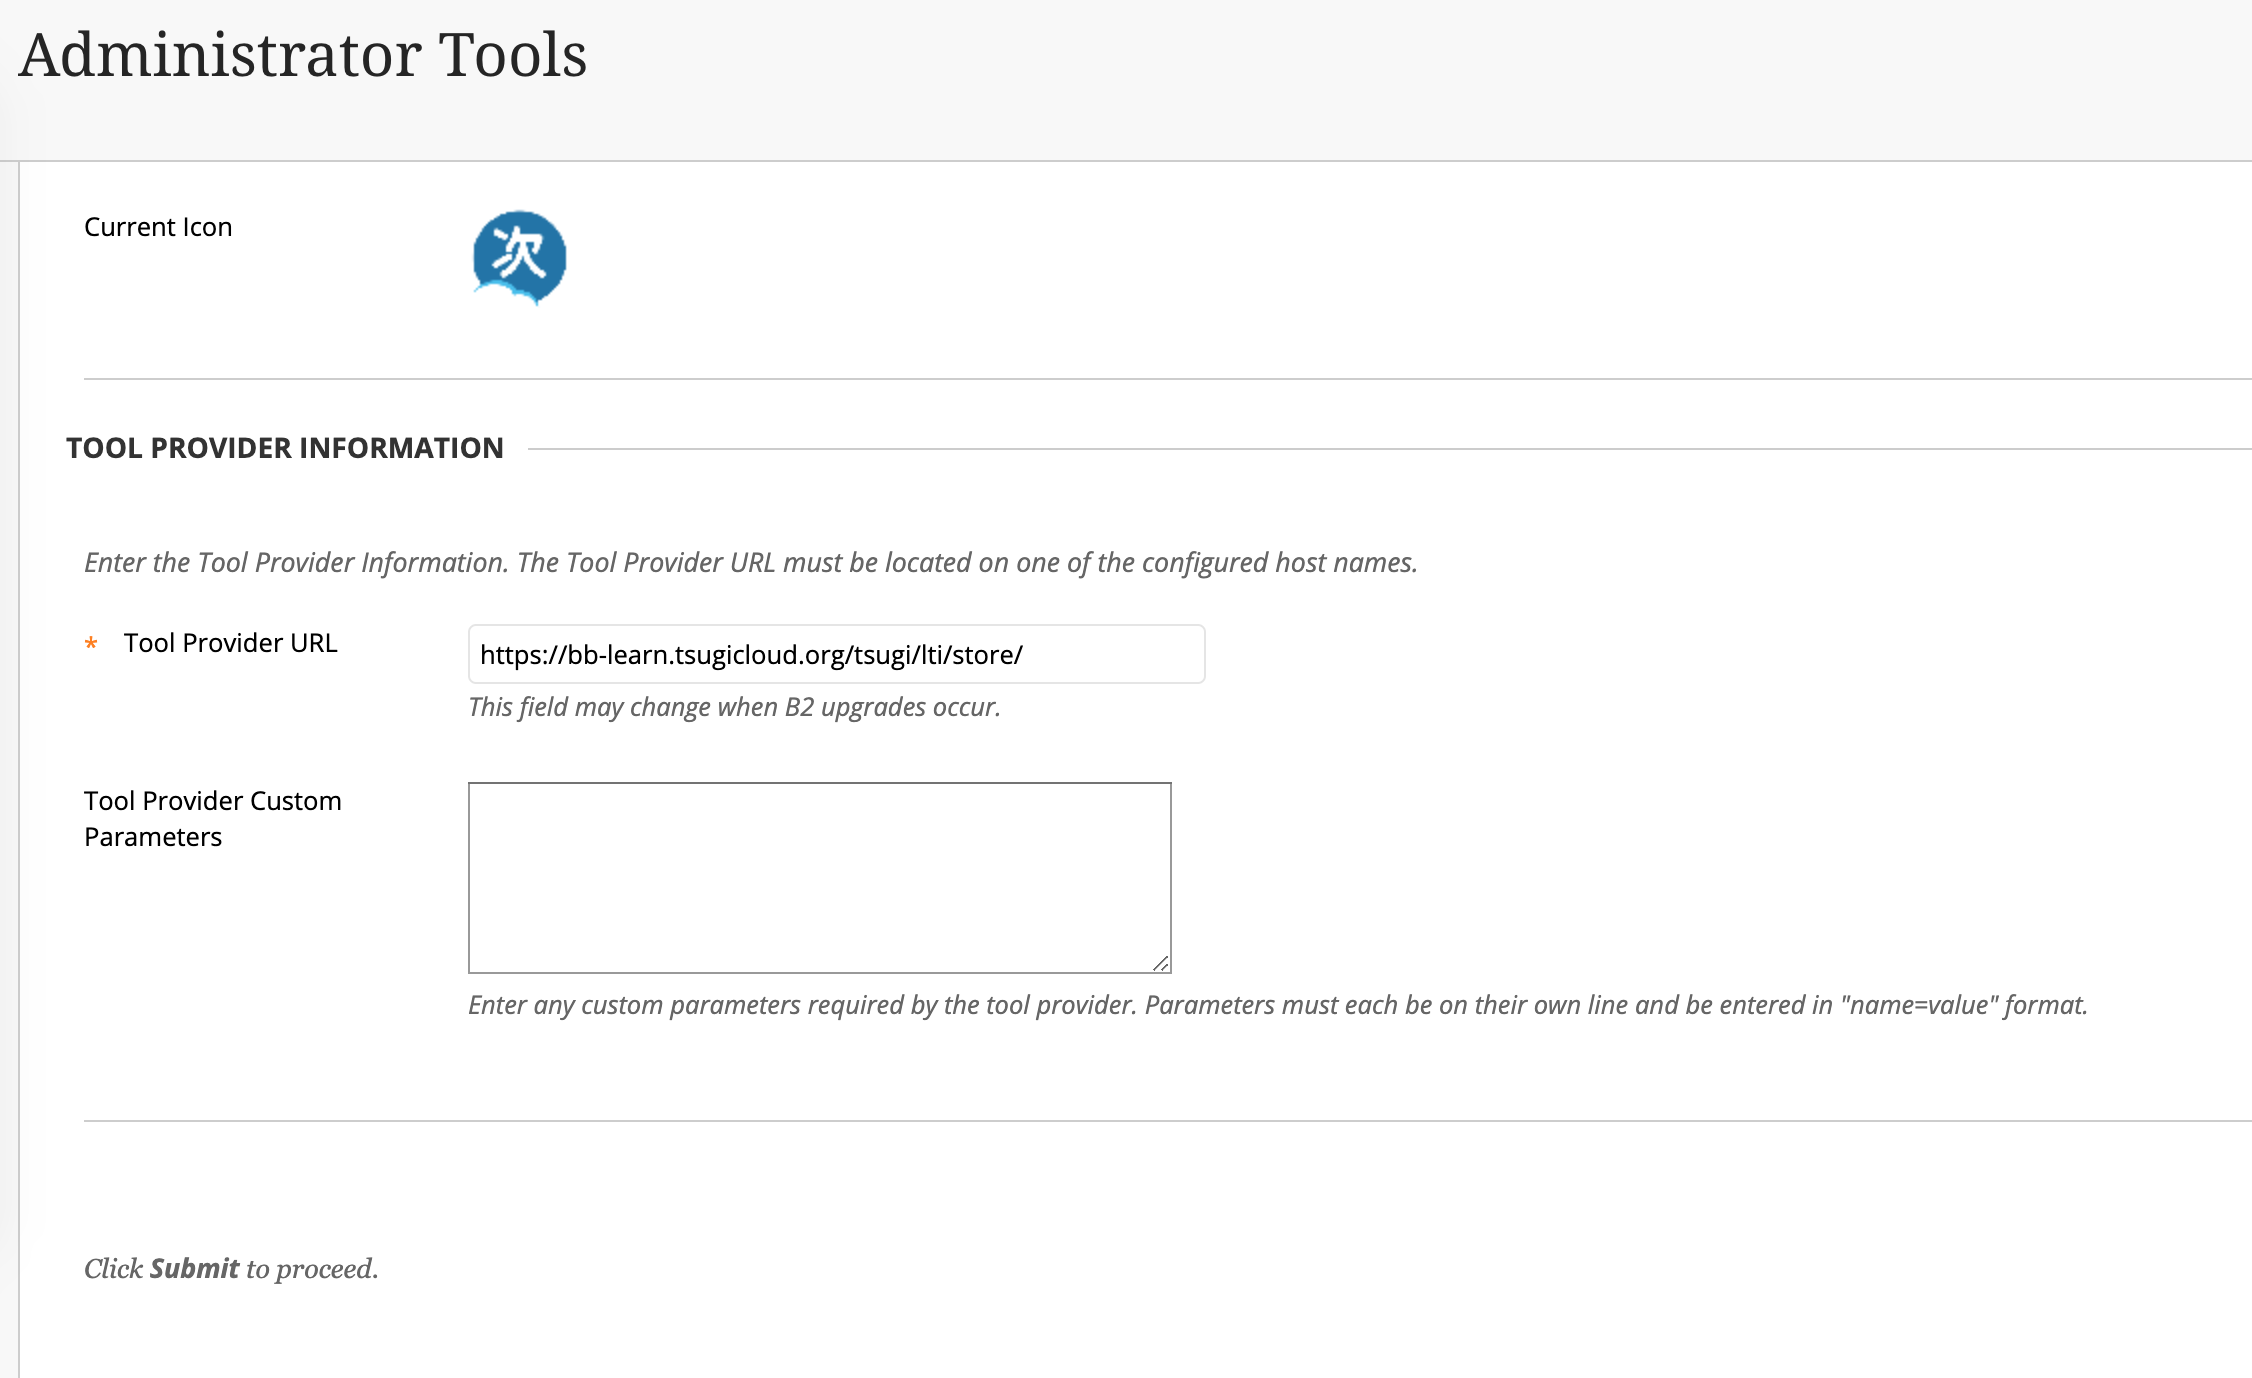 Administrator Tools
Current Icon
次
TOOL PROVIDER INFORMATION
Enter the Tool Provider Information. The Tool Provider URL must be located on one of the configured host names.
* Tool Provider URL
https://bb-learn.tsugicloud.org/tsugi/lti/store/
This field may change when B2 upgrades occur.
Tool Provider Custom
Parameters
Enter any custom parameters required by the tool provider. Parameters must each be on their own line and be entered in "name=value" format.
Click Submit to proceed.